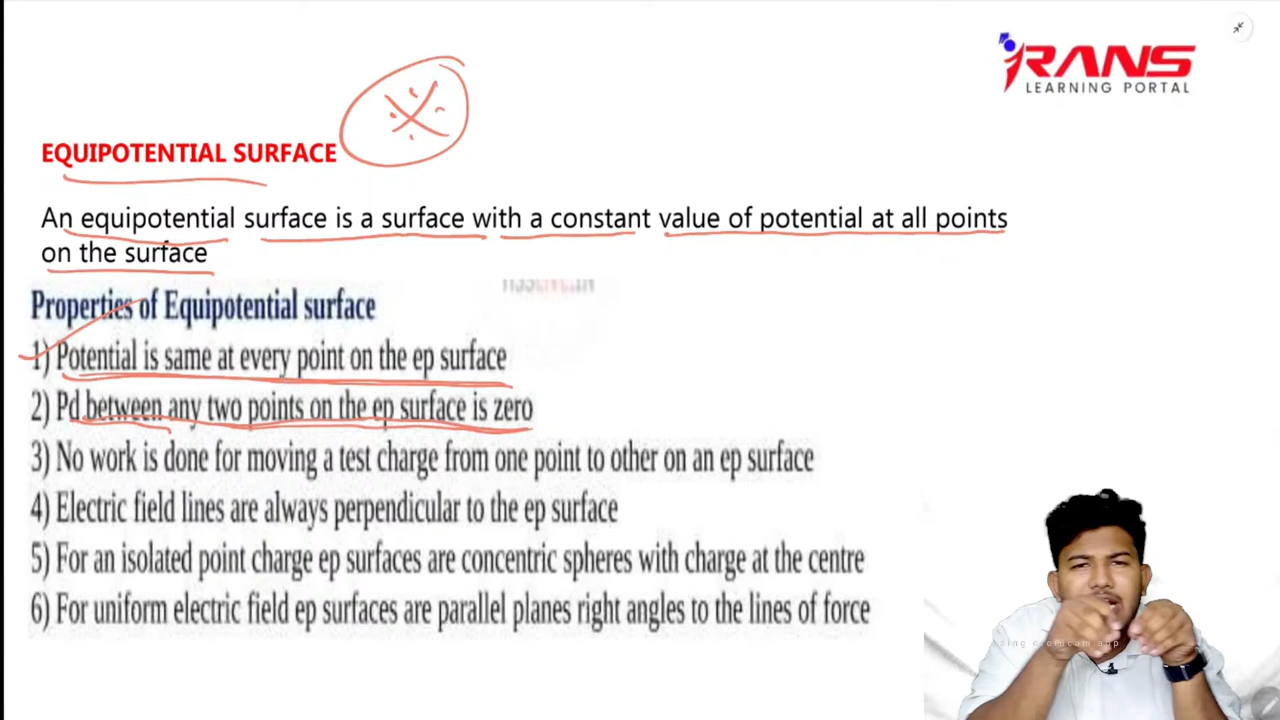 RANS
LEARNING PORTAL
EQUIPOTENTIAL SURFACE
An equipotential surface is a surface with a constant value of potential at all points
on the surface
Properties of Equipotential surface
1) Potential is same at every point on the ep surface
2) Pd between any two points on the ep surface is zero
3) No work is done for moving a test charge from one point to other on an ep surface
4) Electric field lines are always perpendicular to the ep surface
5) For an isolated point charge ep surfaces are concentric spheres with charge at the centre
6) For uniform electric field ep surfaces are parallel planes right angles to the lines of force